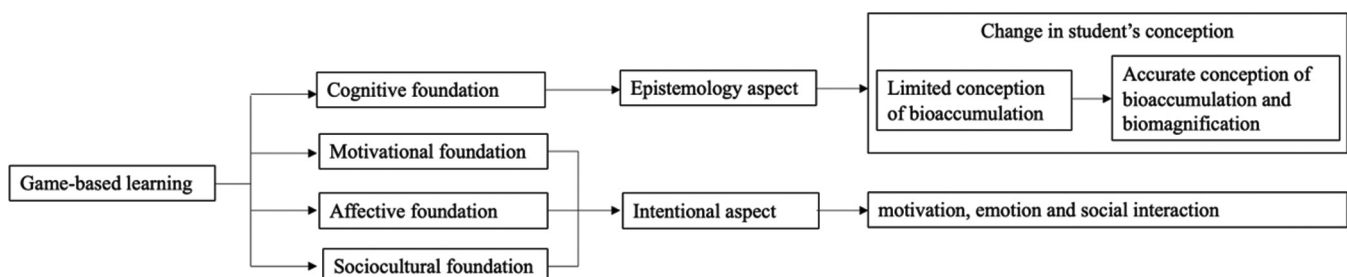 Change in student’s conception
Cognitive foundation
Epistemology aspect
Limited conception
of bioaccumulation
Accurate conception of
bioaccumulation and
biomagnification
Motivational foundation
Game-based learning
Affective foundation
Intentional aspect
motivation, emotion and social interaction
Sociocultural foundation